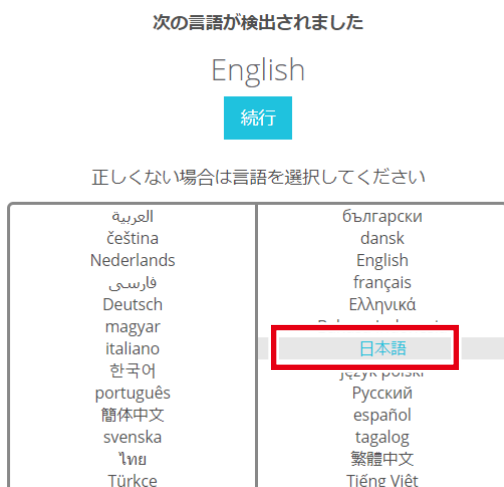 次の言語が検出されました
English
続行
正しくない場合は言語を選択してください
العربية
български
čeština
dansk
Nederlands
English
فارسی
français
Deutsch
Ελληνικά
magyar
italiano
日本語
한국어
język polski
português
Русский
簡体中文
español
svenska
tagalog
ไทย
繁體中文
Türkçe
Tiếng Việt